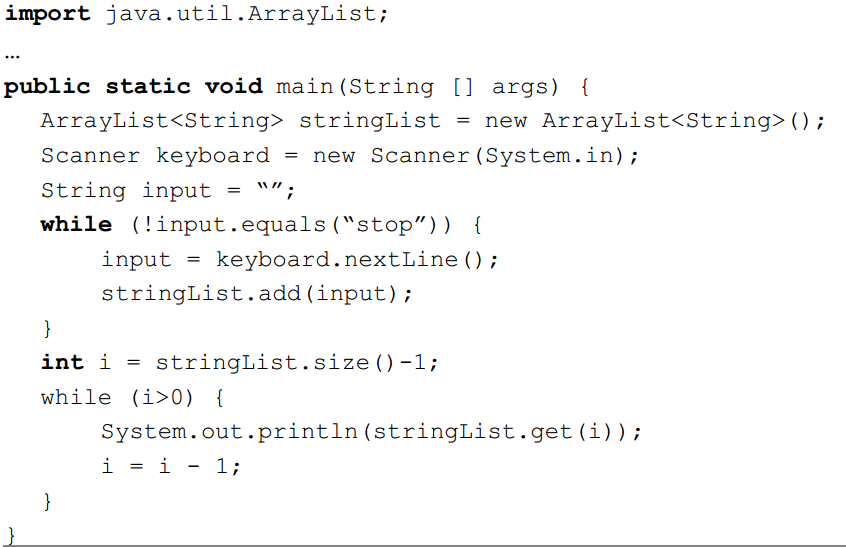 import java.util.ArrayList;
…
public static void main(String [] args) {
ArrayList<String> stringList = new ArrayList<String>();
Scanner keyboard = new Scanner(System.in);
String input = “”;
while (!input.equals(“stop”)) {
input = keyboard.nextLine();
stringList.add(input);
}
int i = stringList.size()-1;
while (i>0) {
System.out.println(stringList.get(i));
i = i - 1;
}
}